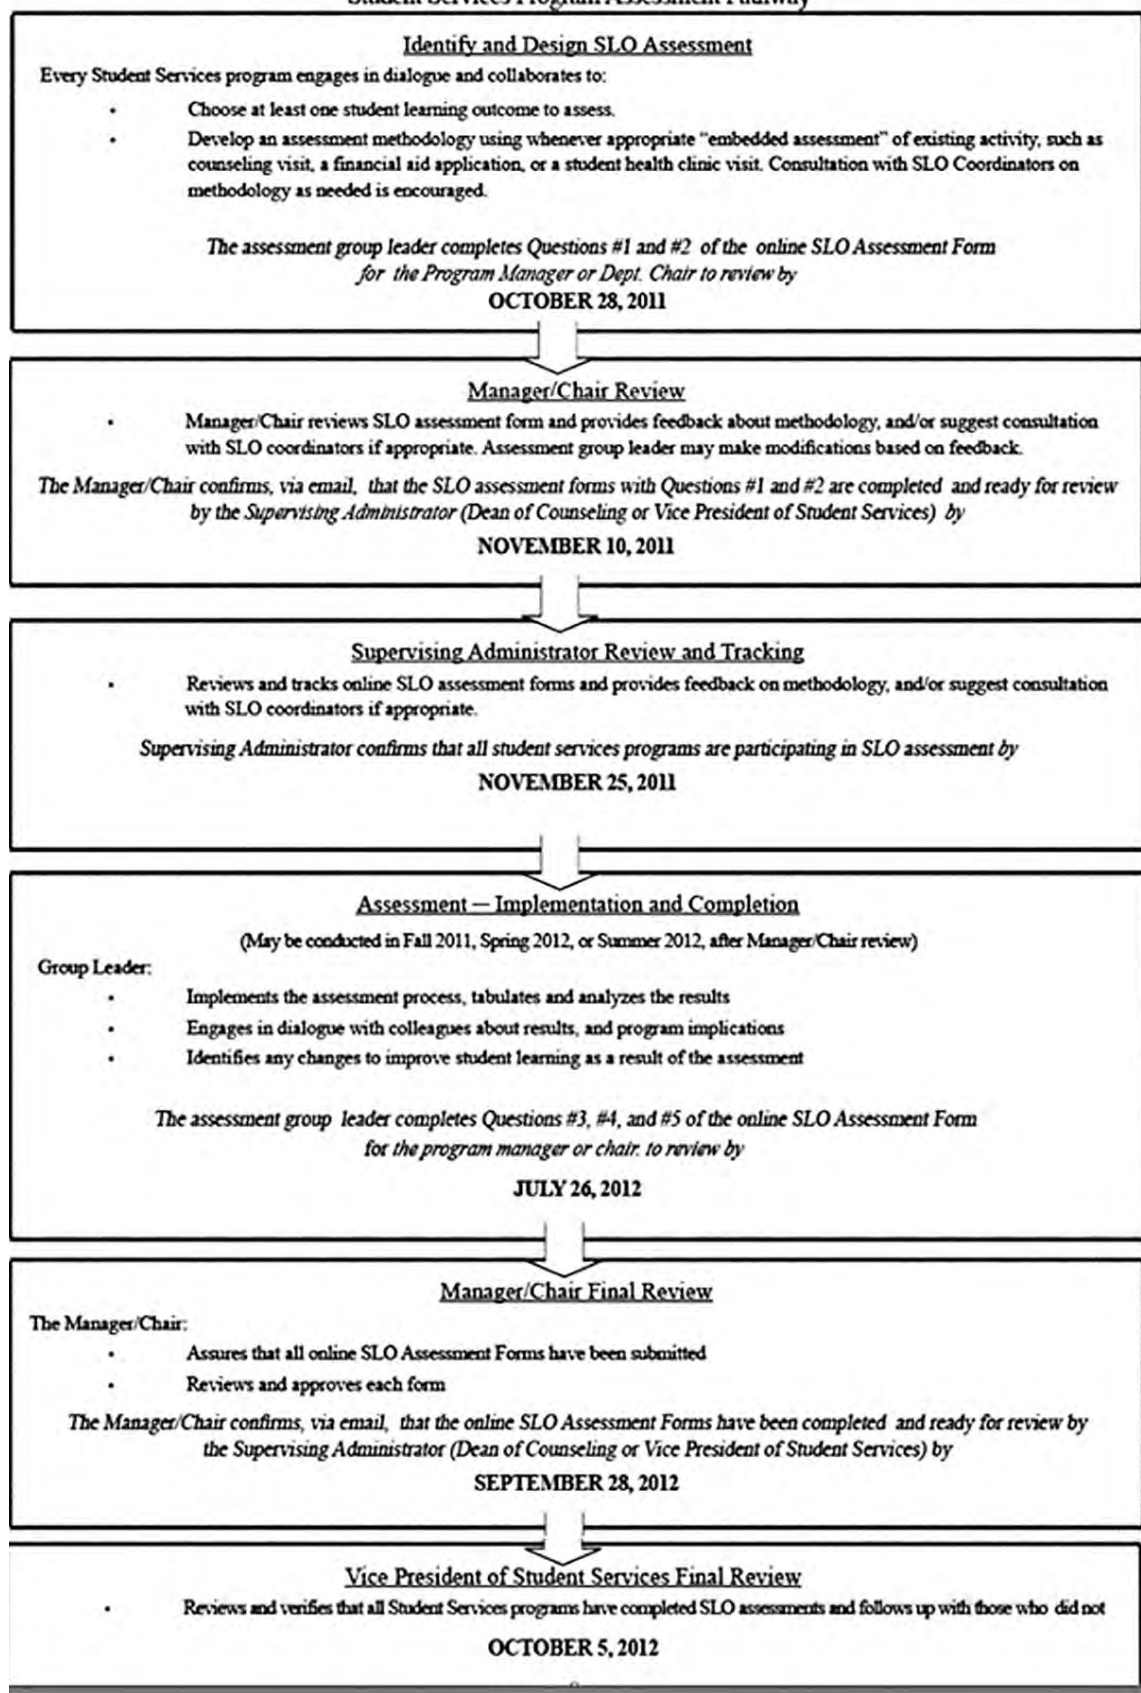 Student Services Program Assessment Pathway
Identify and Design SLO Assessment
Every Student Services program engages in dialogue and collaborates to:
• Choose at least one student learning outcome to assess.
• Develop an assessment methodology using whenever appropriate “embedded assessment” of existing activity, such as
counseling visit, a financial aid application, or a student health clinic visit. Consultation with SLO Coordinators on
methodology as needed is encouraged.
The assessment group leader completes Questions #1 and #2 of the online SLO Assessment Form
for the Program Manager or Dept. Chair to review by
OCTOBER 28, 2011
Manager/Chair Review
• Manager/Chair reviews SLO assessment form and provides feedback about methodology, and/or suggest consultation
with SLO coordinators if appropriate. Assessment group leader may make modifications based on feedback.
The Manager/Chair confirms, via email, that the SLO assessment forms with Questions #1 and #2 are completed and ready for review
by the Supervising Administrator (Dean of Counseling or Vice President of Student Services) by
NOVEMBER 10, 2011
Supervising Administrator Review and Tracking
• Reviews and tracks online SLO assessment forms and provides feedback on methodology, and/or suggest consultation
with SLO coordinators if appropriate.
Supervising Administrator confirms that all student services programs are participating in SLO assessment by
NOVEMBER 25, 2011
Assessment — Implementation and Completion
(May be conducted in Fall 2011, Spring 2012, or Summer 2012, after Manager/Chair review)
Group Leader:
• Implements the assessment process, tabulates and analyzes the results
• Engages in dialogue with colleagues about results, and program implications
• Identifies any changes to improve student learning as a result of the assessment
The assessment group leader completes Questions #3, #4, and #5 of the online SLO Assessment Form
for the program manager or chair. to review by
JULY 26, 2012
Manager/Chair Final Review
The Manager/Chair:
• Assures that all online SLO Assessment Forms have been submitted
• Reviews and approves each form
The Manager/Chair confirms, via email, that the online SLO Assessment Forms have been completed and ready for review by
the Supervising Administrator (Dean of Counseling or Vice President of Student Services) by
SEPTEMBER 28, 2012
Vice President of Student Services Final Review
• Reviews and verifies that all Student Services programs have completed SLO assessments and follows up with those who did not
OCTOBER 5, 2012